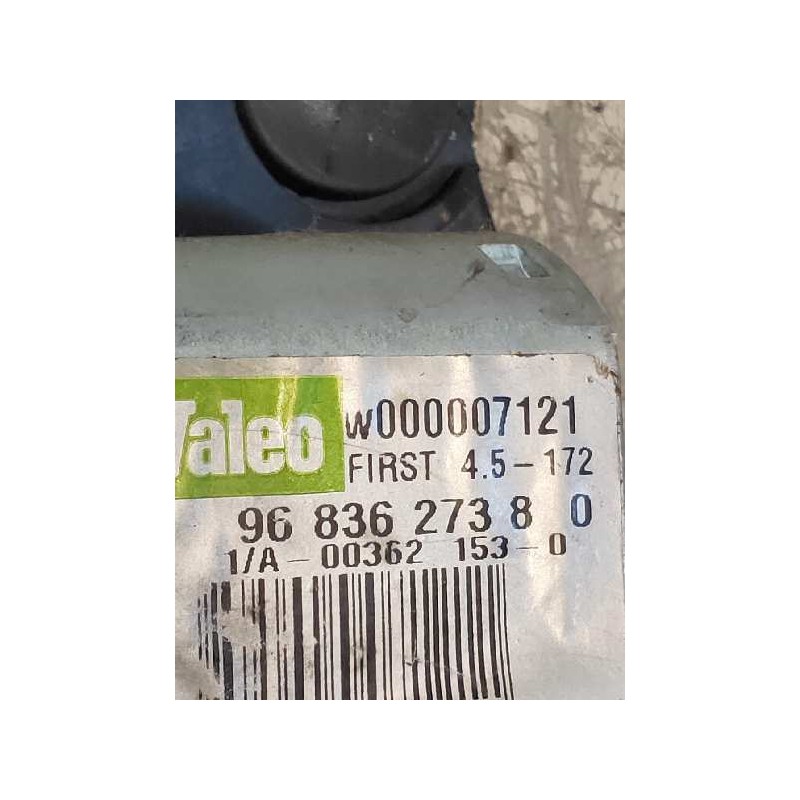 Valeo
W000007121
FIRST 4.5-172
96 836 273 8 0
1/A-00362 153-0